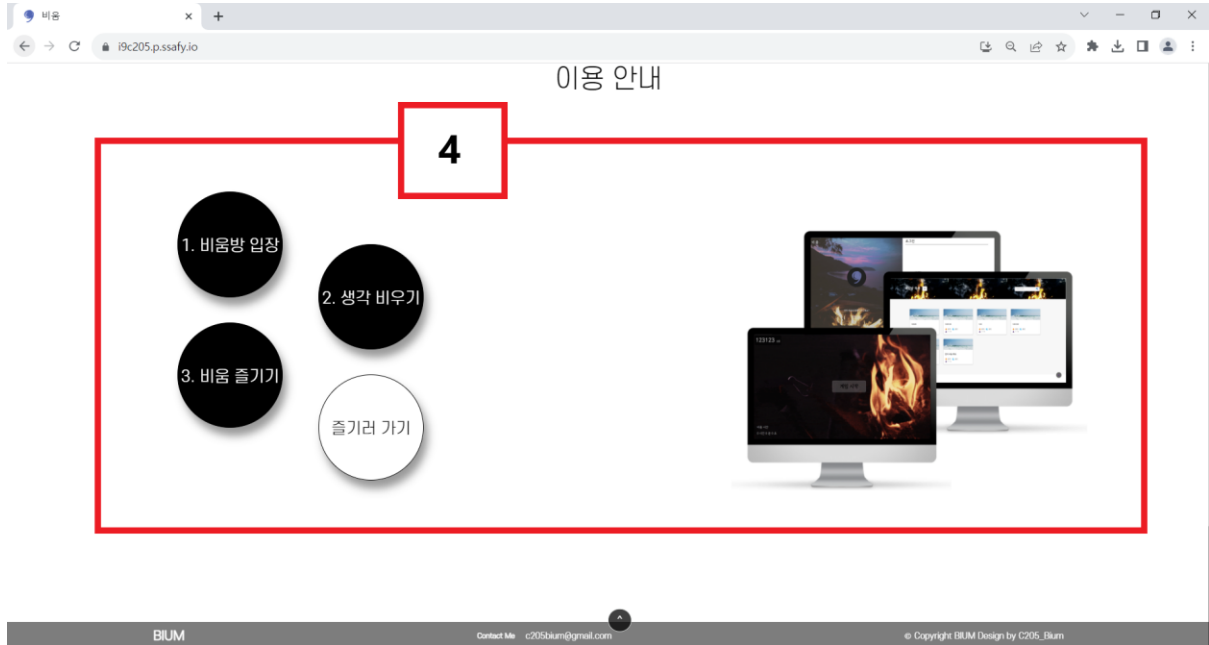 비움
i9c205.p.ssafy.io
이용 안내
4
1. 비움방 입장
2. 생각 비우기
3. 비움 즐기기
즐기러 가기
123123
BIUM
Contact Me c205bium@gmail.com
© Copyright BIUM Design by C205_Bium